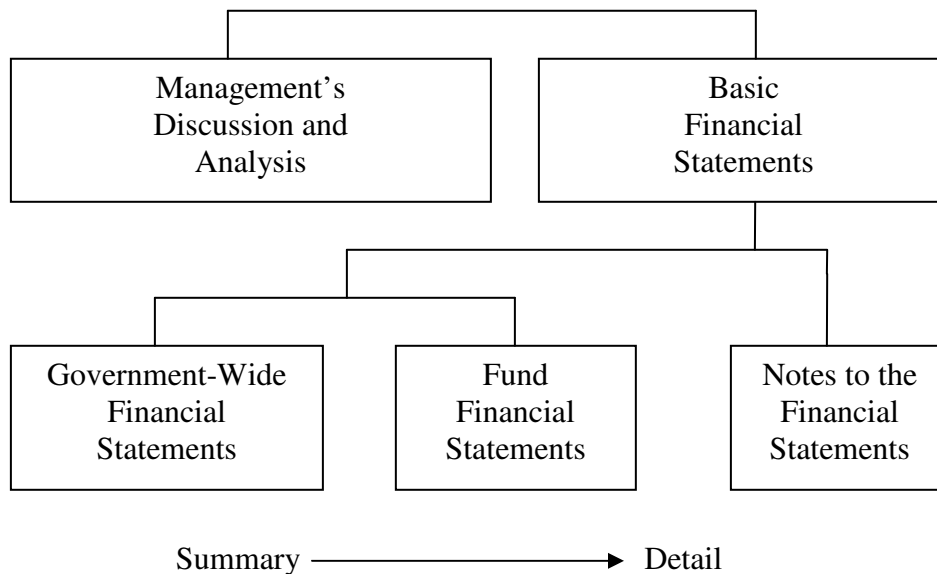 Management’s
Discussion and
Analysis
Basic
Financial
Statements
Government-Wide
Financial
Statements
Fund
Financial
Statements
Notes to the
Financial
Statements
Summary Detail